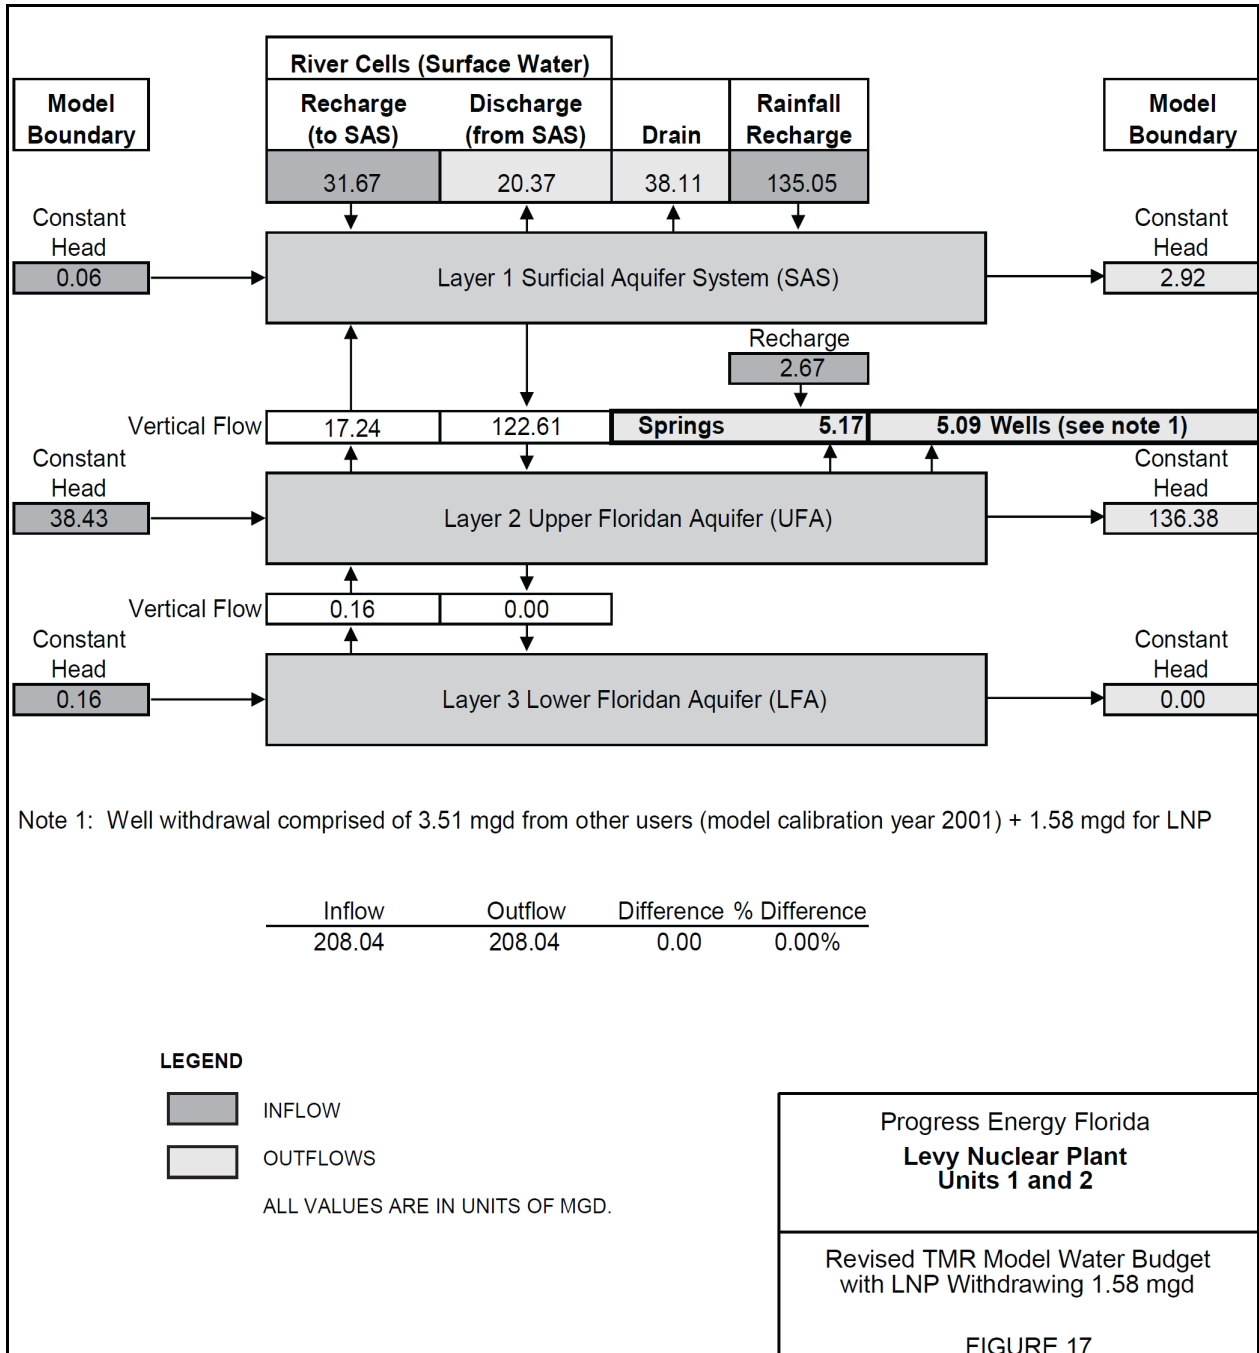 River Cells (Surface Water)
Model Boundary
Recharge (to SAS)
Discharge (from SAS)
Drain
Rainfall Recharge
Model Boundary
31.67 20.37 38.11 135.05
Constant Head
0.06
Layer 1 Surficial Aquifer System (SAS)
Constant Head
2.92
Recharge
2.67
Vertical Flow 17.24 122.61 Springs 5.17 5.09 Wells (see note 1)
Constant Head
38.43
Layer 2 Upper Floridan Aquifer (UFA)
Constant Head
136.38
Vertical Flow 0.16 0.00
Constant Head
0.16
Layer 3 Lower Floridan Aquifer (LFA)
Constant Head
0.00
Note 1: Well withdrawal comprised of 3.51 mgd from other users (model calibration year 2001) + 1.58 mgd for LNP
Inflow Outflow Difference % Difference
208.04 208.04 0.00 0.00%
LEGEND
INFLOW
OUTFLOWS
ALL VALUES ARE IN UNITS OF MGD.
Progress Energy Florida
Levy Nuclear Plant
Units 1 and 2
Revised TMR Model Water Budget
with LNP Withdrawing 1.58 mgd
FIGURE 17